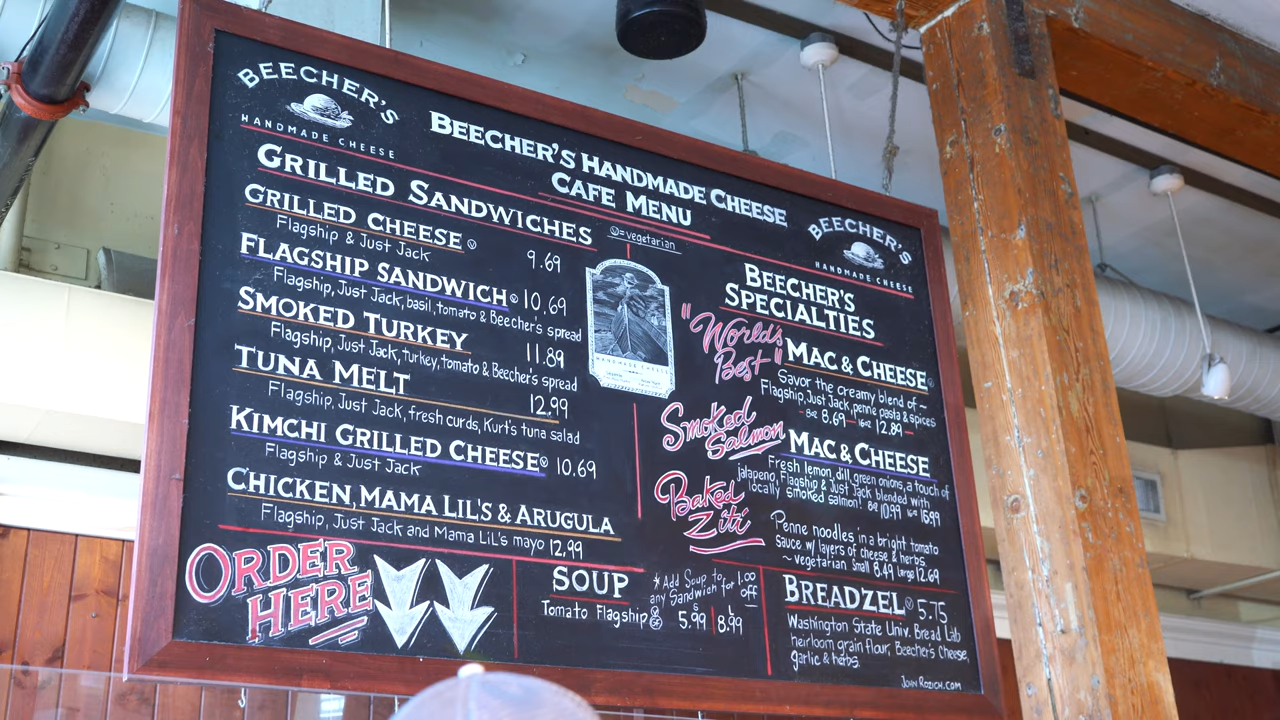 BEECHER'S
HANDMADE CHEESE
BEECHER'S HANDMADE CHEESE
CAFE MENU
BEECHER'S
HANDMADE CHEESE
GRILLED SANDWICHES
Ⓥ=vegetarian
GRILLED CHEESE Ⓥ
Flagship & Just Jack
9.69
FLAGSHIP SANDWICH Ⓥ 10.69
Flagship, Just Jack, basil, tomato & Beecher's spread
SMOKED TURKEY
11.89
Flagship, Just Jack, turkey, tomato & Beecher's spread
TUNA MELT
12.99
Flagship, Just Jack, fresh curds, Kurt's tuna salad
KIMCHI GRILLED CHEESE Ⓥ 10.69
Flagship & Just Jack
CHICKEN, MAMA LIL'S & ARUGULA
Flagship, Just Jack and Mama Lil's mayo 12.99
ORDER
HERE
HANDMADE CHEESE
BEECHER'S
SPECIALTIES
"World's
Best"
MAC & CHEESE Ⓥ
Savor the creamy blend of ~
Flagship, Just Jack, penne pasta & spices
~ 8oz 8.69 ~ 16oz 12.89 ~
Smoked
Salmon
MAC & CHEESE
Fresh lemon, dill, green onions, a touch of
jalapeno, Flagship & Just Jack blended with
locally smoked salmon! 8oz 10.99 16oz 16.99
Baked
Ziti
Penne noodles, in a bright tomato
sauce w/ layers of cheese & herbs.
~ vegetarian Small 8.49 large 12.69
SOUP
*Add Soup to
any Sandwich for 1.00
off
Tomato Flagship
S
5.99
L
8.99
BREADZEL Ⓥ 5.75
Washington State Univ. Bread Lab
heirloom grain flour, Beecher's Cheese,
garlic & herbs.
JOHN ROZICH.COM